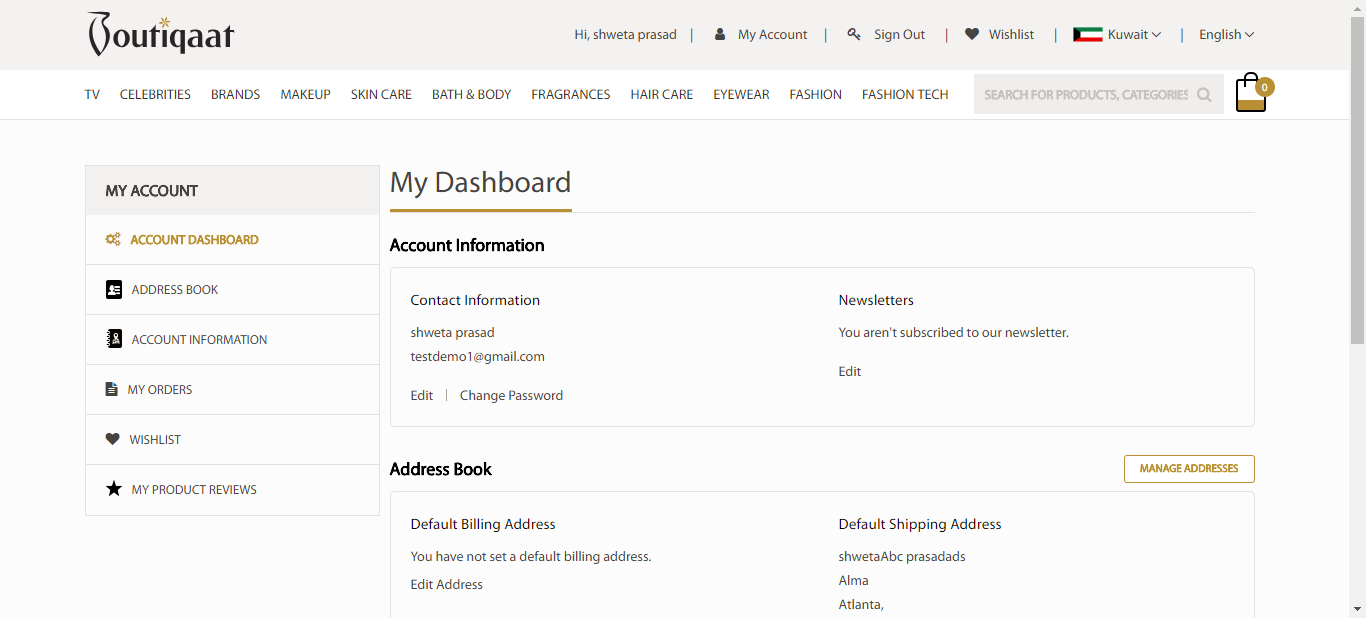 Boutiqaat
Hi, shweta prasad | My Account | Sign Out | Wishlist | Kuwait | English
TV CELEBRITIES BRANDS MAKEUP SKIN CARE BATH & BODY FRAGRANCES HAIR CARE EYEWEAR FASHION FASHION TECH SEARCH FOR PRODUCTS, CATEGORIES 0
MY ACCOUNT
ACCOUNT DASHBOARD
ADDRESS BOOK
ACCOUNT INFORMATION
MY ORDERS
WISHLIST
MY PRODUCT REVIEWS
My Dashboard
Account Information
Contact Information
shweta prasad
testdemo1@gmail.com
Edit | Change Password
Newsletters
You aren't subscribed to our newsletter.
Edit
Address Book
MANAGE ADDRESSES
Default Billing Address
You have not set a default billing address.
Edit Address
Default Shipping Address
shwetaAbc prasadads
Alma
Atlanta,